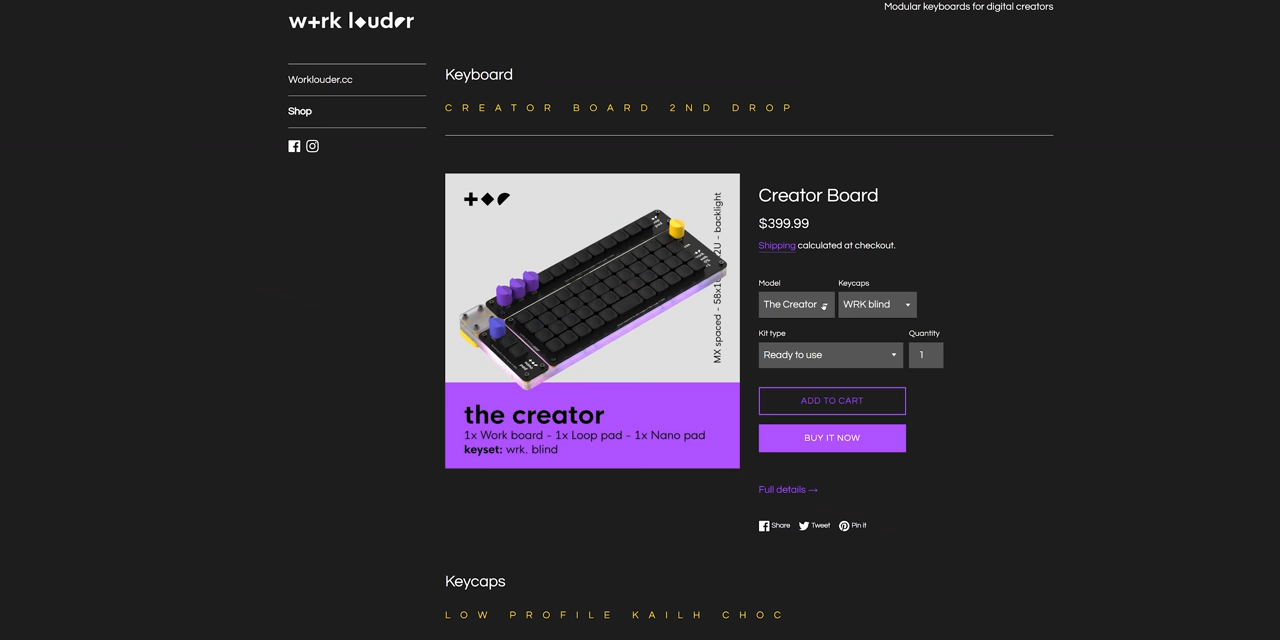 work louder
Modular keyboards for digital creators
Worklouder.cc
Shop
Keyboard
CREATOR BOARD 2ND DROP
MX spaced - 58x1 2U - backlight
the creator
1x Work board - 1x Loop pad - 1x Nano pad
keyset: wrk. blind
Creator Board
$399.99
Shipping calculated at checkout.
Model
Keycaps
The Creator
WRK blind
Kit type
Quantity
Ready to use
1
ADD TO CART
BUY IT NOW
Full details →
Share
Tweet
Pin it
Keycaps
LOW PROFILE KAILH CHOC